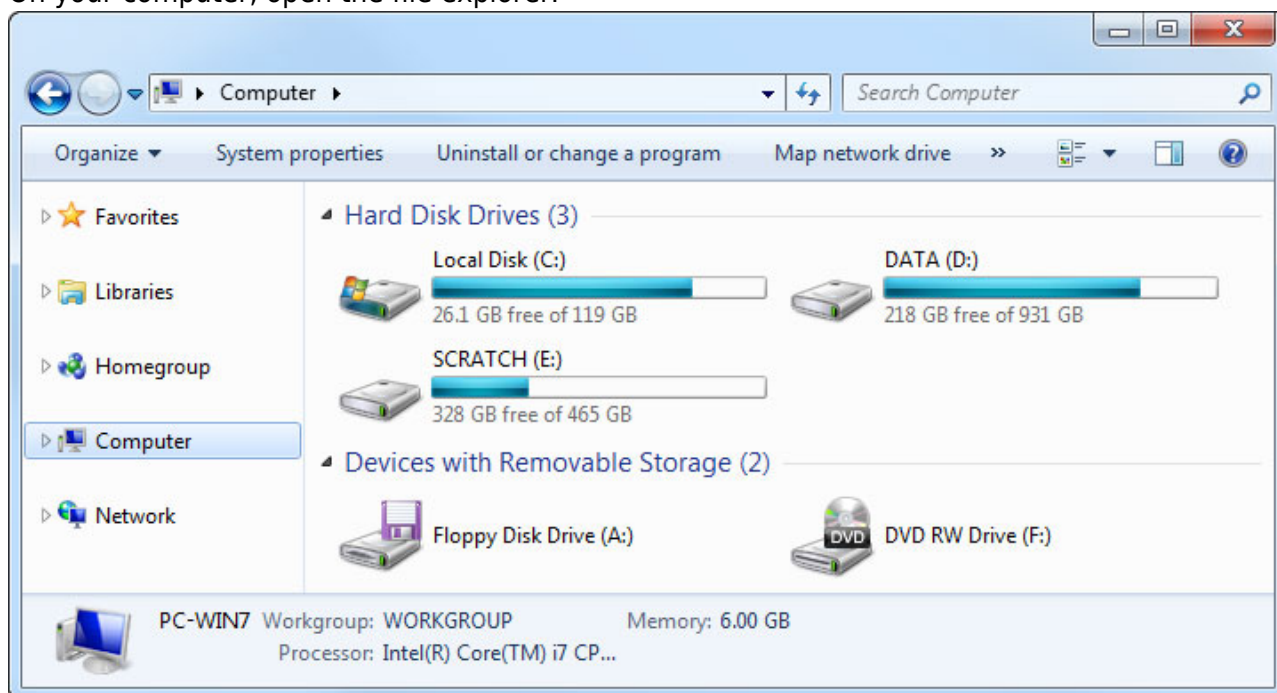 On your computer, open the file explorer:
Computer
Search Computer
Organize System properties Uninstall or change a program Map network drive »
Favorites
Libraries
Homegroup
Computer
Network
Hard Disk Drives (3)
Local Disk (C:)
26.1 GB free of 119 GB
DATA (D:)
218 GB free of 931 GB
SCRATCH (E:)
328 GB free of 465 GB
Devices with Removable Storage (2)
Floppy Disk Drive (A:)
DVD
DVD RW Drive (F:)
PC-WIN7 Workgroup: WORKGROUP Memory: 6.00 GB
Processor: Intel(R) Core(TM) i7 CP...